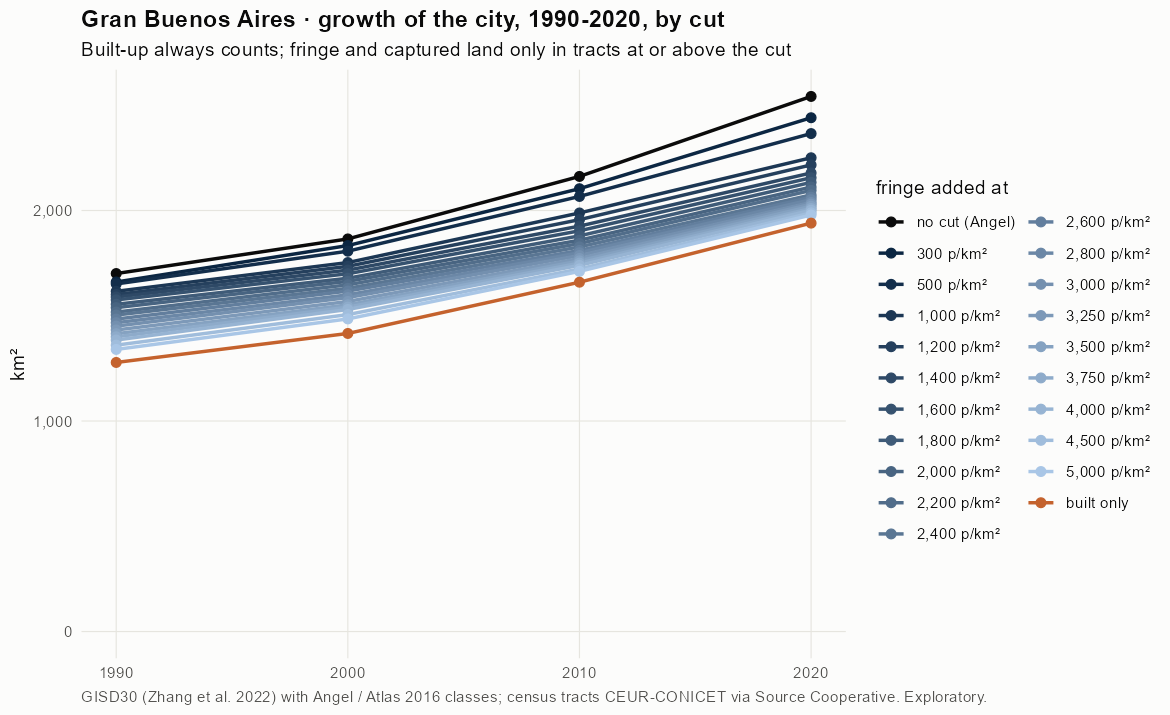 Gran Buenos Aires · growth of the city, 1990-2020, by cut
Built-up always counts; fringe and captured land only in tracts at or above the cut
km²
2,000
1,000
0
1990
2000
2010
2020
fringe added at
no cut (Angel)
300 p/km²
500 p/km²
1,000 p/km²
1,200 p/km²
1,400 p/km²
1,600 p/km²
1,800 p/km²
2,000 p/km²
2,200 p/km²
2,400 p/km²
2,600 p/km²
2,800 p/km²
3,000 p/km²
3,250 p/km²
3,500 p/km²
3,750 p/km²
4,000 p/km²
4,500 p/km²
5,000 p/km²
built only
GISD30 (Zhang et al. 2022) with Angel / Atlas 2016 classes; census tracts CEUR-CONICET via Source Cooperative. Exploratory.